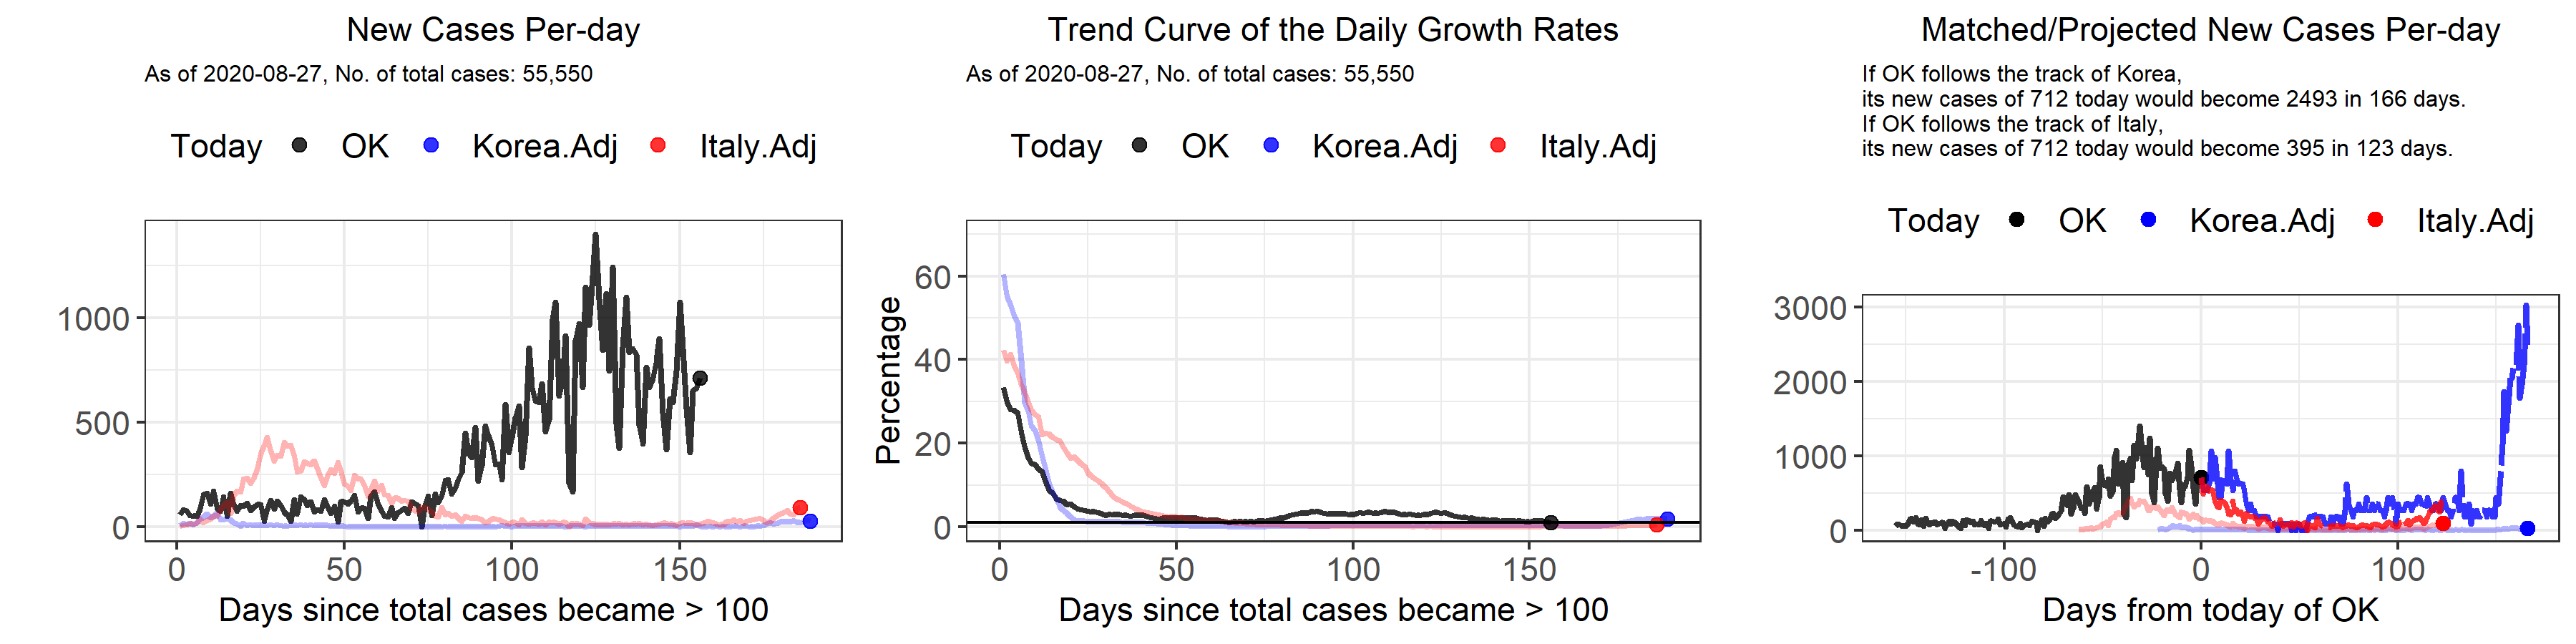 New Cases Per-day
As of 2020-08-27, No. of total cases: 55,550
Today OK Korea.Adj Italy.Adj
1000
500
0
0 50 100 150
Days since total cases became > 100
Trend Curve of the Daily Growth Rates
As of 2020-08-27, No. of total cases: 55,550
Today OK Korea.Adj Italy.Adj
Percentage
60
40
20
0
0 50 100 150
Days since total cases became > 100
Matched/Projected New Cases Per-day
If OK follows the track of Korea,
its new cases of 712 today would become 2493 in 166 days.
If OK follows the track of Italy,
its new cases of 712 today would become 395 in 123 days.
Today OK Korea.Adj Italy.Adj
3000
2000
1000
0
-100 0 100
Days from today of OK